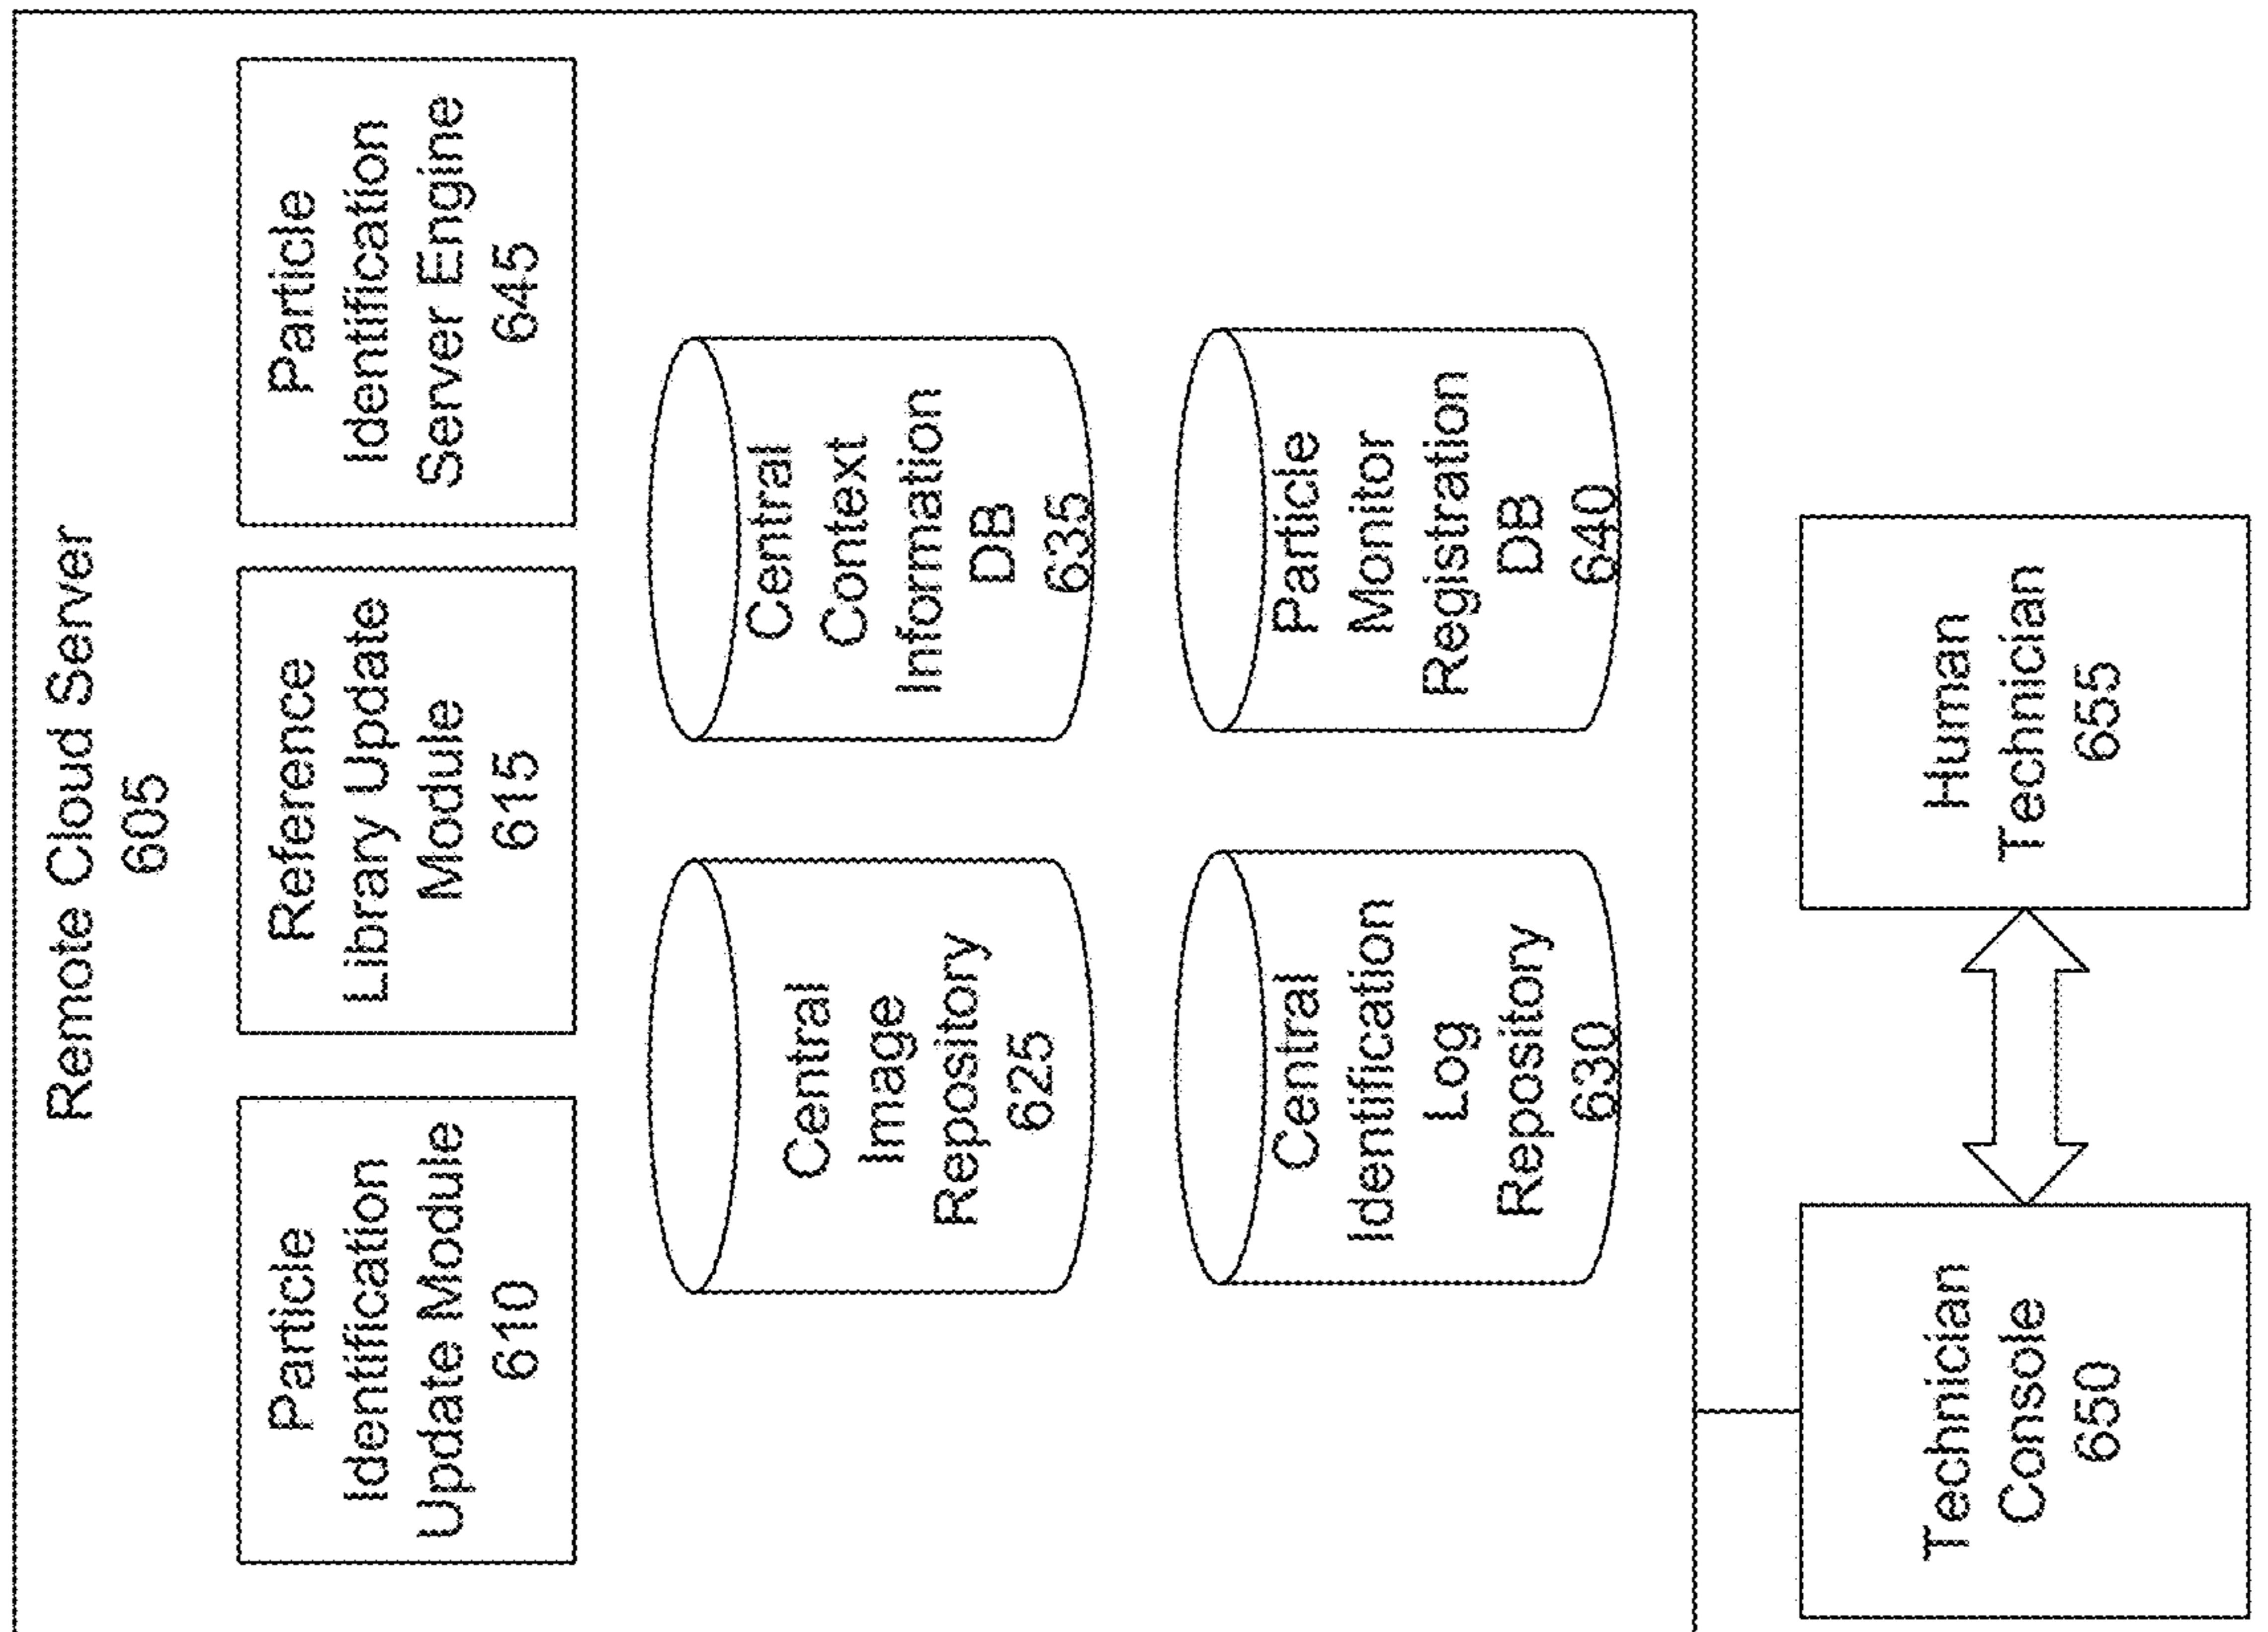 Remote Cloud Server
605
Particle
Identification
Update Module
610
Reference
Library Update
Module
615
Particle
Identification
Server Engine
645
Central
Image
Repository
625
Central
Context
Information
DB
635
Central
Identification
Log
Repository
630
Particle
Monitor
Registration
DB
640
Technician
Console
650
Human
Technician
655